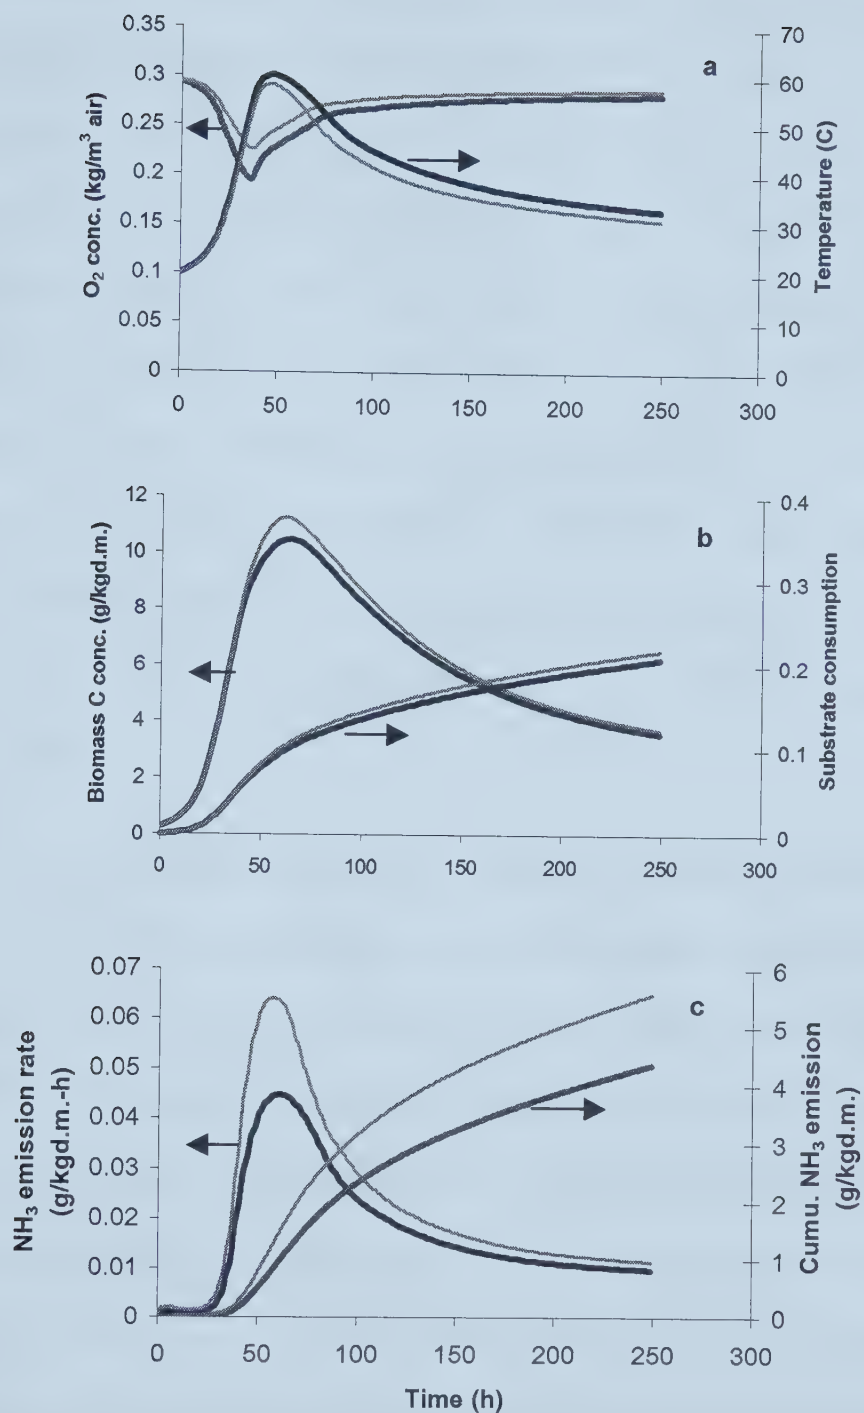 a
O₂ conc. (kg/m³ air)
0.35
0.3
0.25
0.2
0.15
0.1
0.05
0
70
60
50
40
30
20
10
0
Temperature (C)
0 50 100 150 200 250 300
b
Biomass C conc. (g/kgd.m.)
12
10
8
6
4
2
0
0.4
0.3
0.2
0.1
0
Substrate consumption
0 50 100 150 200 250 300
c
NH₃ emission rate
(g/kgd.m.-h)
0.07
0.06
0.05
0.04
0.03
0.02
0.01
0
6
5
4
3
2
1
0
Cumu. NH₃ emission
(g/kgd.m.)
0 50 100 150 200 250 300
Time (h)